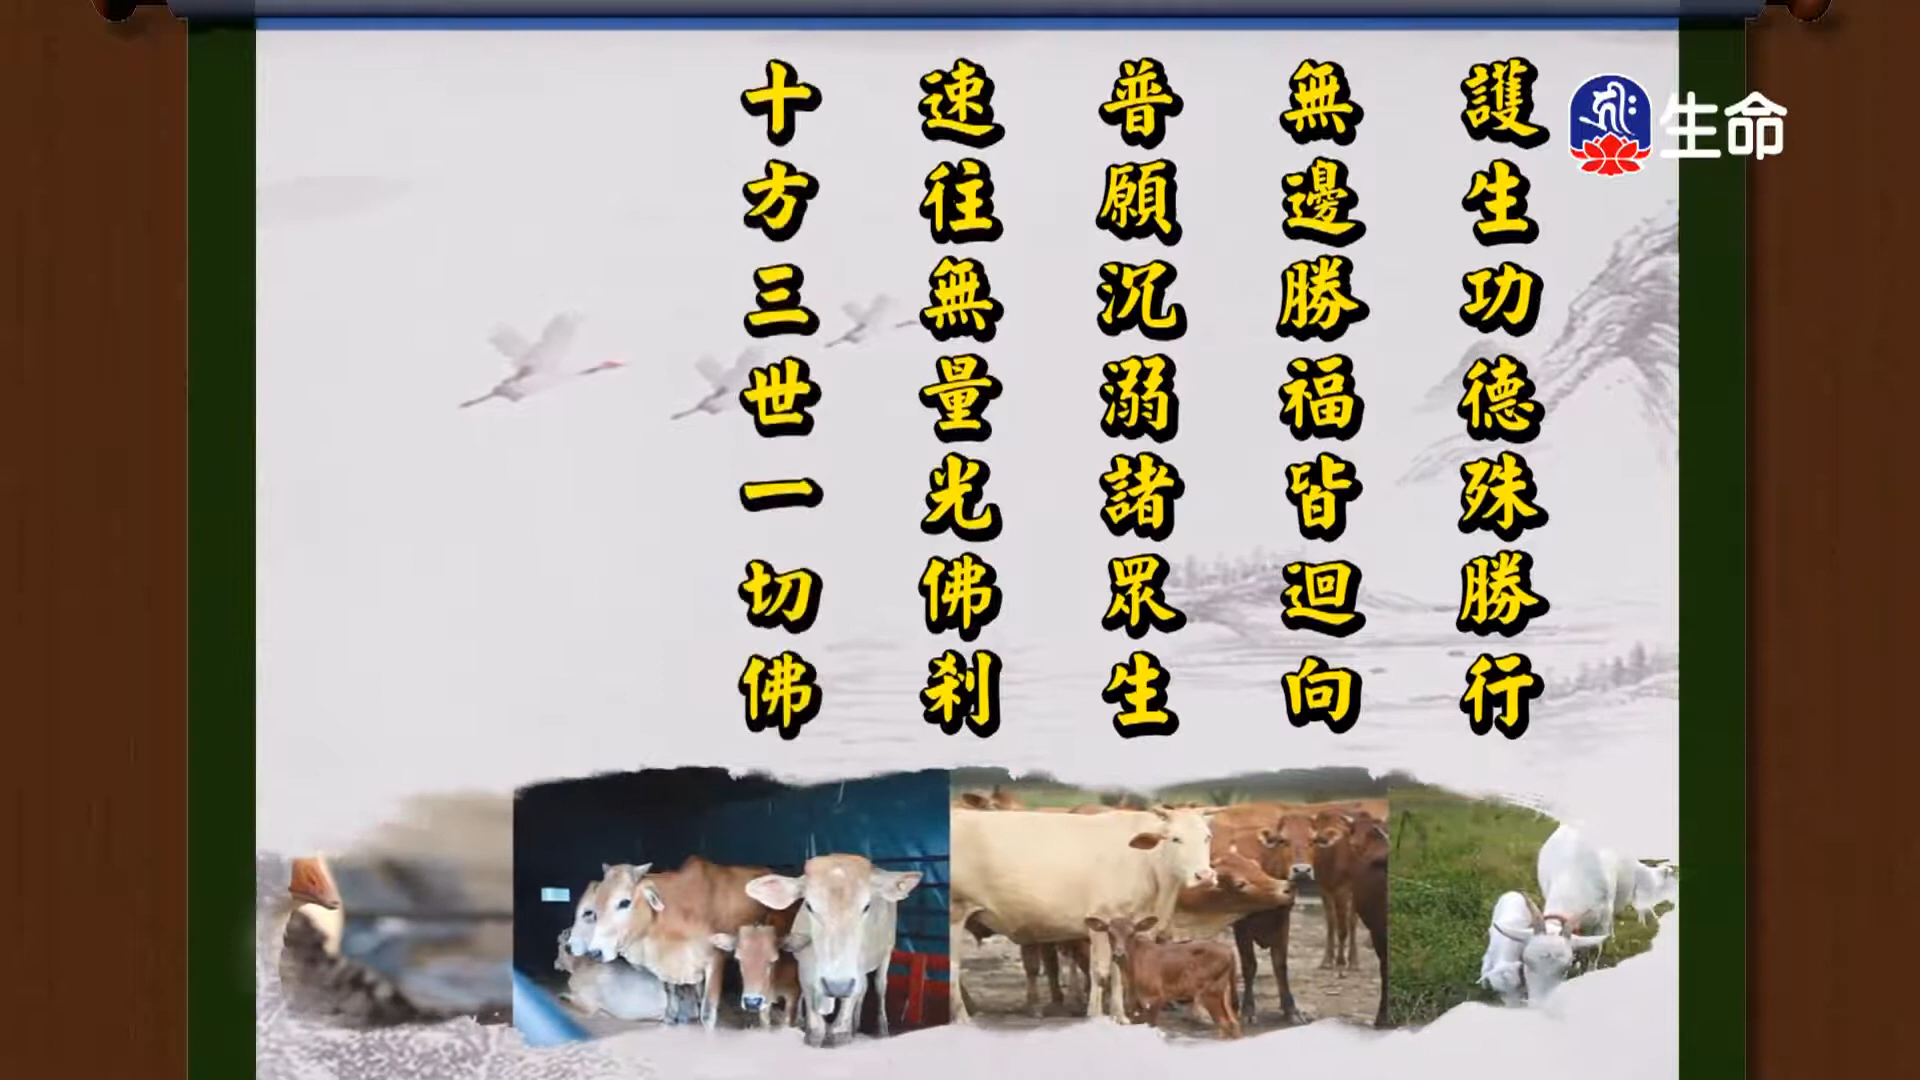 護生功德殊勝行
無邊勝福皆迴向
普願沉溺諸眾生
速往無量光佛剎
十方三世一切佛
生命